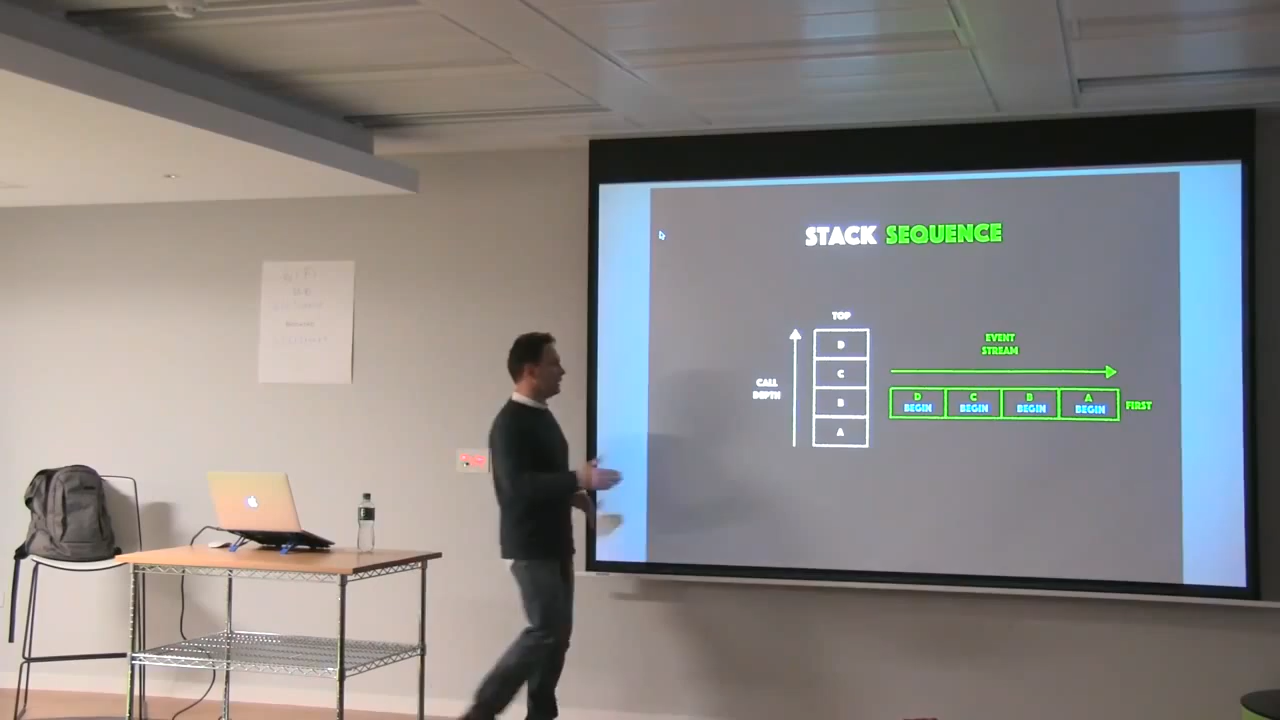 STACK SEQUENCE
TOP
D
C
B
A
CALL
DEPTH
EVENT
STREAM
D
BEGIN
C
BEGIN
B
BEGIN
A
BEGIN
FIRST